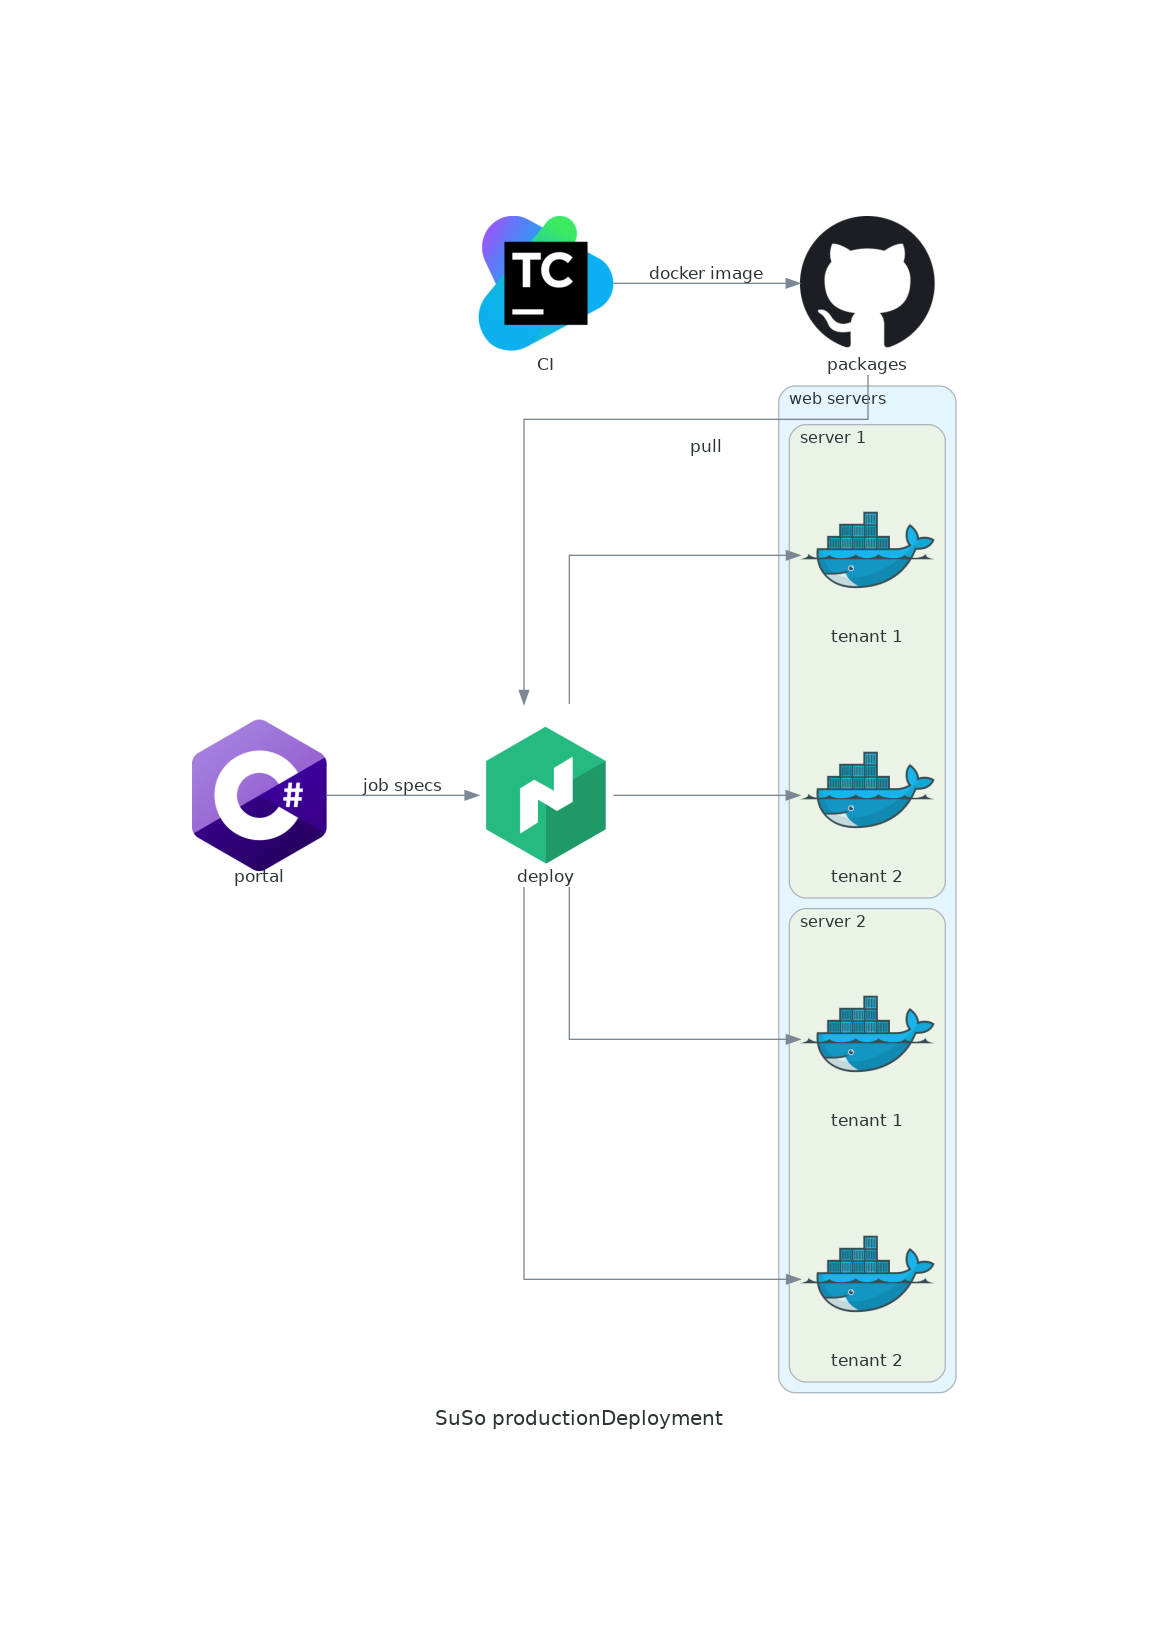 TC
docker image
CI
packages
web servers
server 1
pull
tenant 1
C#
job specs
portal
deploy
tenant 2
server 2
tenant 1
tenant 2
SuSo productionDeployment